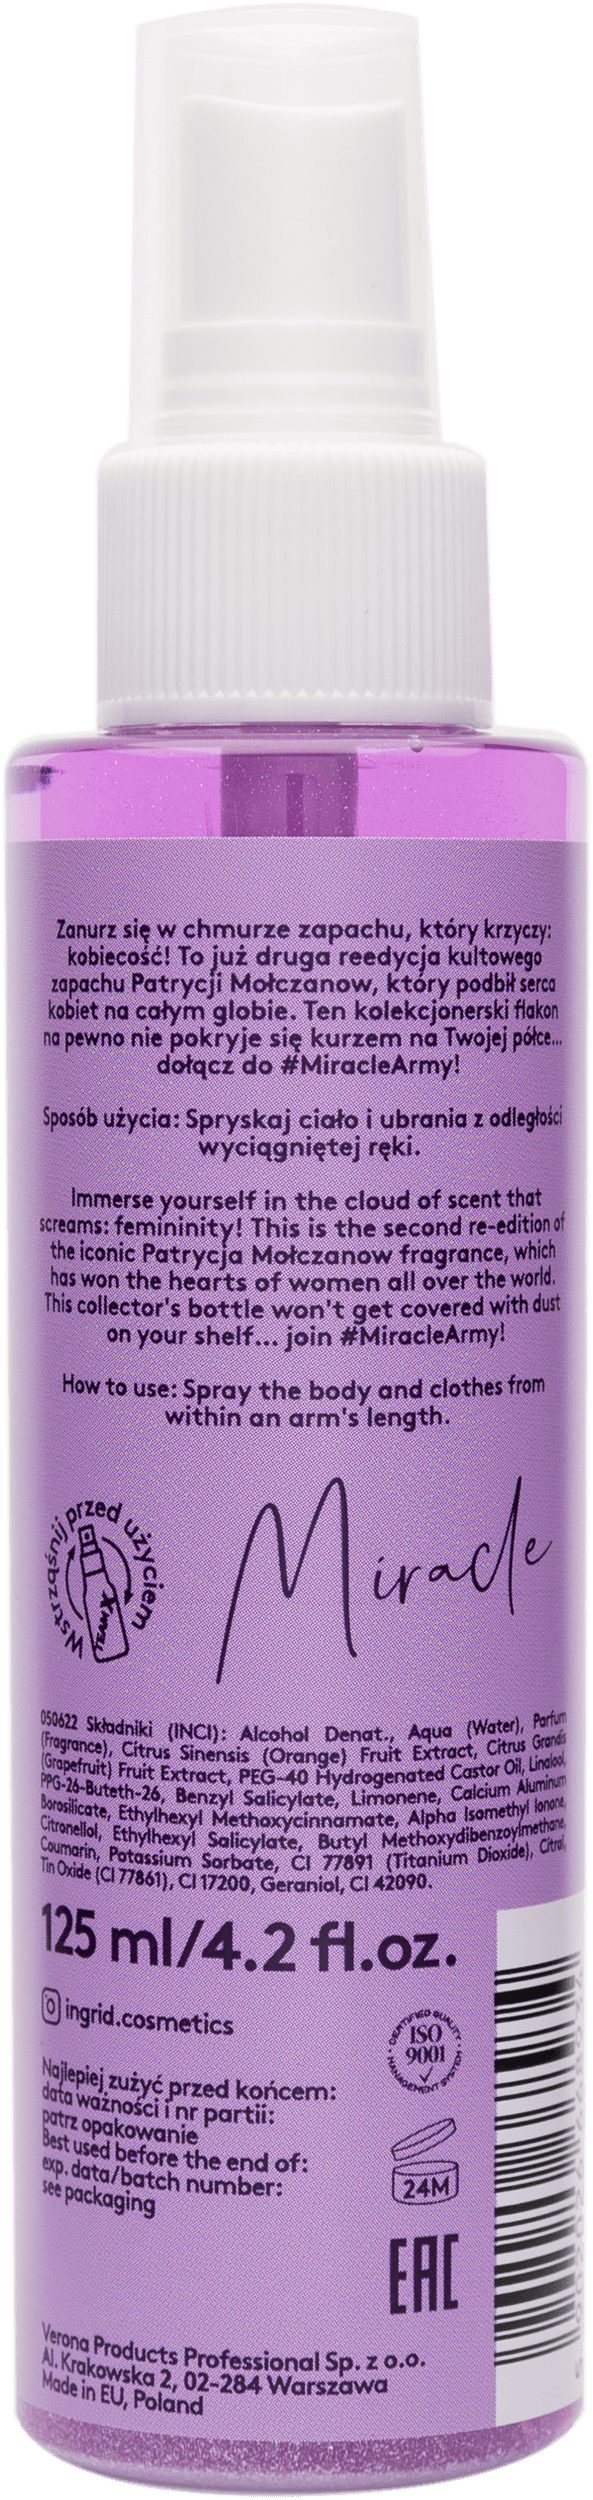 Zanurz się w chmurze zapachu, który krzyczy:
kobiecość! To już druga reedycja kultowego
zapachu Patrycji Mołczanow, który podbił serca
kobiet na całym globie. Ten kolekcjonerski flakon
na pewno nie pokryje się kurzem na Twojej półce...
dołącz do #MiracleArmy!
Sposób użycia: Spryskaj ciało i ubrania z odległości
wyciągniętej ręki.
Immerse yourself in the cloud of scent that
screams: femininity! This is the second re-edition of
the iconic Patrycja Mołczanow fragrance, which
has won the hearts of women all over the world.
This collector's bottle won't get covered with dust
on your shelf... join #MiracleArmy!
How to use: Spray the body and clothes from
within an arm's length.
Wstrząśnij przed użyciem
MIXME!
Miracle
050622 Składniki (INCI): Alcohol Denat., Aqua (Water), Parfum
(Fragrance), Citrus Sinensis (Orange) Fruit Extract, Citrus Grandis
(Grapefruit) Fruit Extract, PEG-40 Hydrogenated Castor Oil, Linalool,
PPG-26-Buteth-26, Benzyl Salicylate, Limonene, Calcium Aluminum
Borosilicate, Ethylhexyl Methoxycinnamate, Alpha Isomethyl Ionone,
Citronellol, Ethylhexyl Salicylate, Butyl Methoxydibenzoylmethane,
Coumarin, Potassium Sorbate, CI 77891 (Titanium Dioxide), Citral,
Tin Oxide (CI 77861), CI 17200, Geraniol, CI 42090.
125 ml/4.2 fl.oz.
ingrid.cosmetics
CERTIFIED QUALITY
ISO
9001
MANAGEMENT SYSTEM
Najlepiej zużyć przed końcem:
data ważności i nr partii:
patrz opakowanie
Best used before the end of:
exp. data/batch number:
see packaging
24M
EAC
Verona Products Professional Sp. z o.o.
Al. Krakowska 2, 02-284 Warszawa
Made in EU, Poland